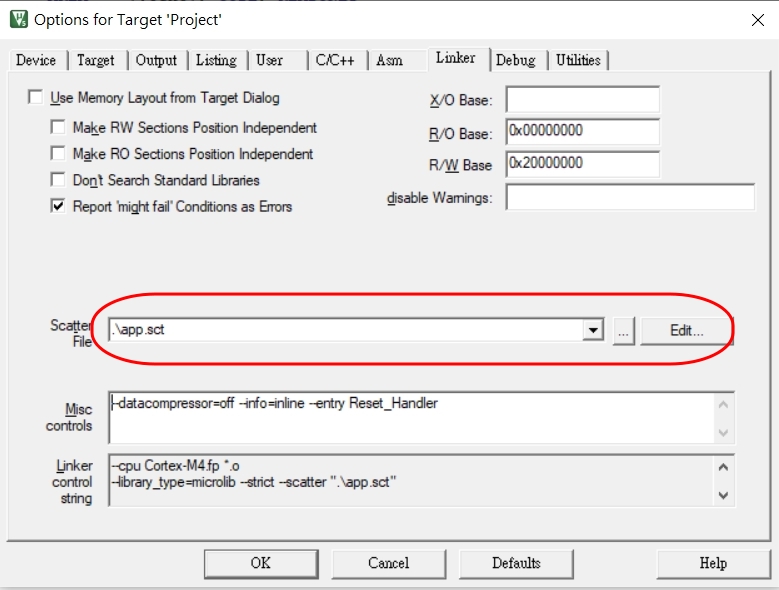 Options for Target 'Project'
Device Target Output Listing User C/C++ Asm Linker Debug Utilities
Use Memory Layout from Target Dialog
Make RW Sections Position Independent
Make RO Sections Position Independent
Don't Search Standard Libraries
Report 'might fail' Conditions as Errors
X/O Base:
R/O Base: 0x00000000
R/W Base 0x20000000
disable Warnings:
Scatter
File
.\app.sct
... Edit...
Misc
controls
--datacompressor=off --info=inline --entry Reset_Handler
Linker
control
string
--cpu Cortex-M4.fp *.o
--library_type=microlib --strict --scatter ".\app.sct"
OK Cancel Defaults Help